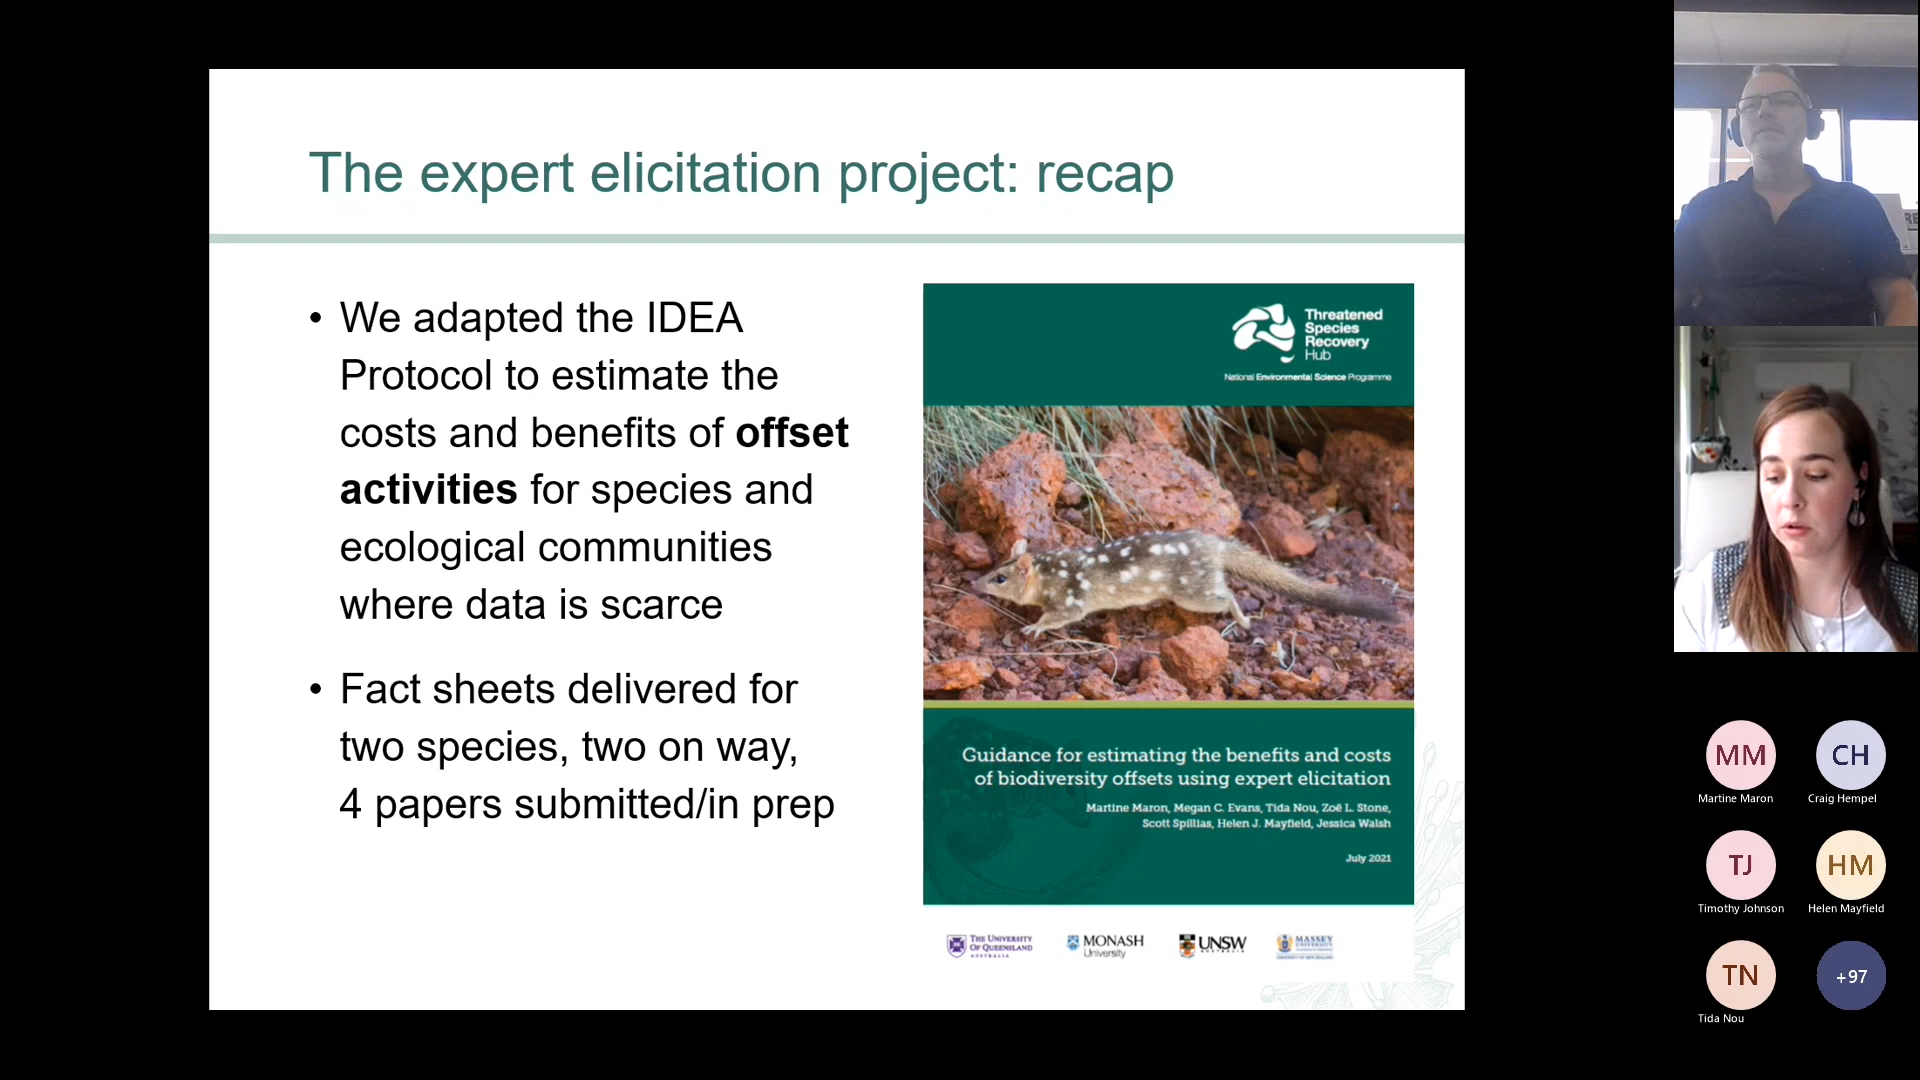 The expert elicitation project: recap
• We adapted the IDEA
Protocol to estimate the
costs and benefits of offset
activities for species and
ecological communities
where data is scarce
• Fact sheets delivered for
two species, two on way,
4 papers submitted/in prep
Threatened
Species
Recovery
Hub
National Environmental Science Programme
Guidance for estimating the benefits and costs
of biodiversity offsets using expert elicitation
Martine Maron, Megan C. Evans, Tida Nou, Zoë L. Stone,
Scott Spillias, Helen J. Mayfield, Jessica Walsh
July 2021
THE UNIVERSITY
OF QUEENSLAND
AUSTRALIA
MONASH
University
UNSW
MASSEY
UNIVERSITY
MM
Martine Maron
CH
Craig Hempel
TJ
Timothy Johnson
HM
Helen Mayfield
TN
Tida Nou
+97